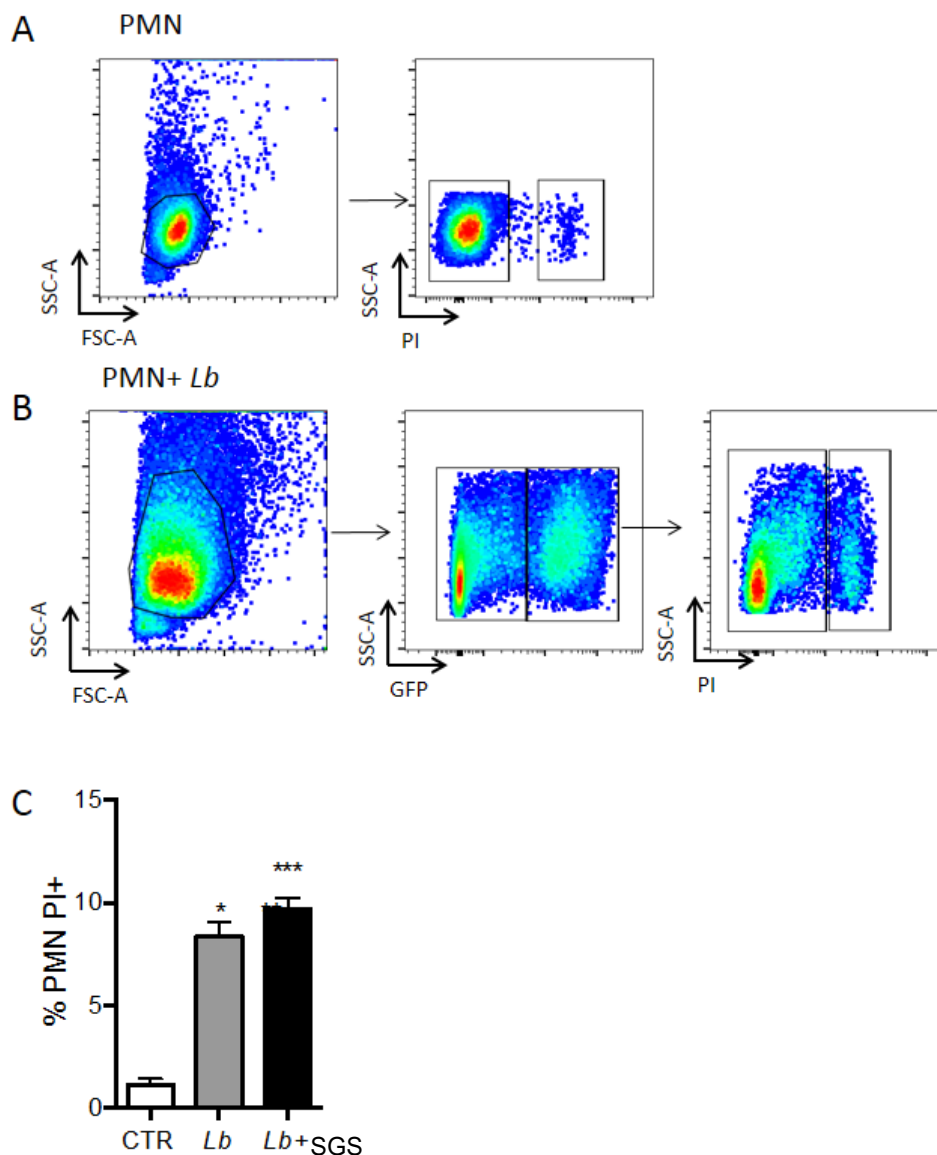 A
PMN
SSC-A
FSC-A
SSC-A
PI
PMN+ Lb
B
SSC-A
FSC-A
SSC-A
GFP
SSC-A
PI
C
% PMN PI+
15
10
5
0
*
***
CTR
Lb
Lb+SGS